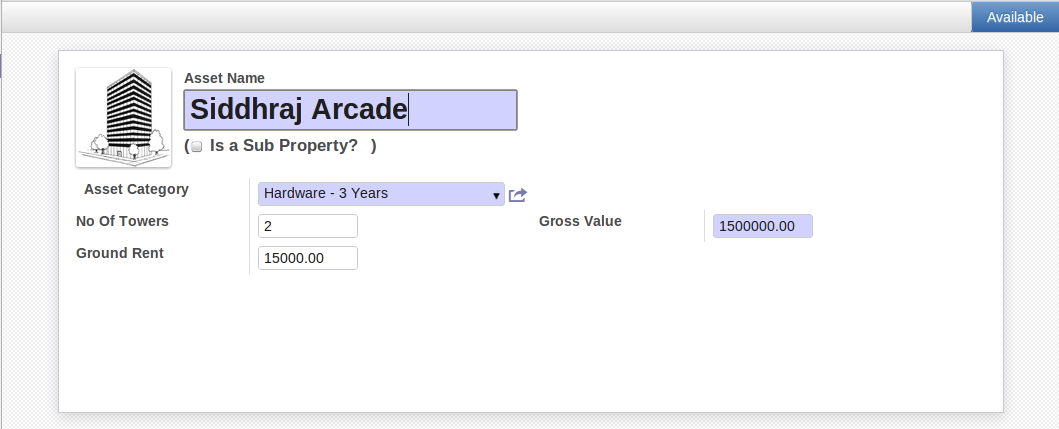 Available
Asset Name
Siddhraj Arcade
( Is a Sub Property? )
Asset Category Hardware - 3 Years
No Of Towers 2 Gross Value 1500000.00
Ground Rent 15000.00